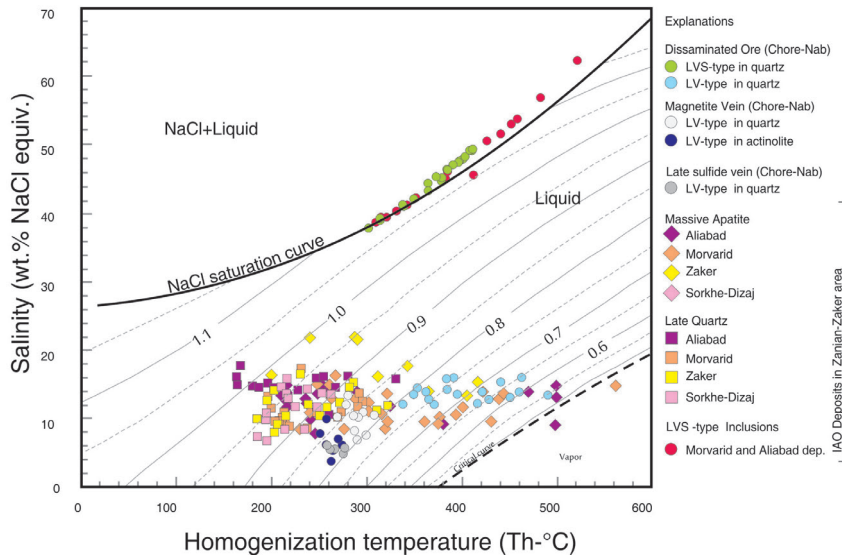 70
60
50
40
30
20
10
0
Salinity (wt.% NaCl equiv.)
NaCl+Liquid
Liquid
NaCl saturation curve
1.1
1.0
0.9
0.8
0.7
0.6
Critical curve
Vapor
0
100
200
300
400
500
600
Homogenization temperature (Th-°C)
Explanations
Dissaminated Ore (Chore-Nab)
LVS-type in quartz
LV-type in quartz
Magnetite Vein (Chore-Nab)
LV-type in quartz
LV-type in actinolite
Late sulfide vein (Chore-Nab)
LV-type in quartz
Massive Apatite
Aliabad
Morvarid
Zaker
Sorkhe-Dizaj
Late Quartz
Aliabad
Morvarid
Zaker
Sorkhe-Dizaj
LVS -type Inclusions
Morvarid and Aliabad dep.
IAO Deposits in Zanian-Zaker area